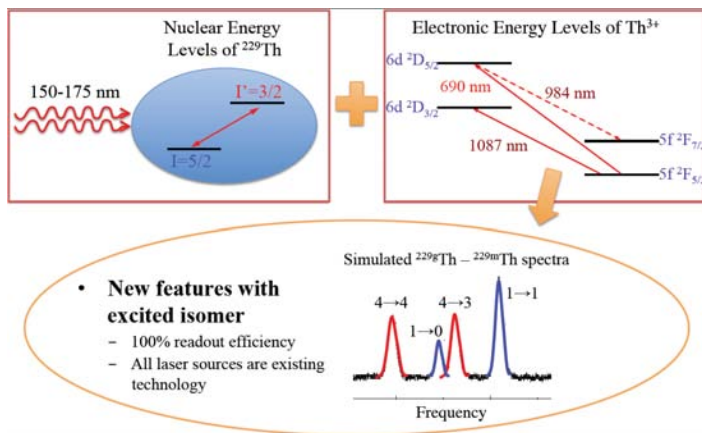 Nuclear Energy
Levels of ²²⁹Th
150-175 nm
I'=3/2
I=5/2
Electronic Energy Levels of Th³⁺
6d ²D₅/₂
690 nm
984 nm
6d ²D₃/₂
1087 nm
5f ²F₇/
5f ²F₅/
Simulated ²²⁹ᵍTh – ²²⁹ᵐTh spectra
• New features with
excited isomer
– 100% readout efficiency
– All laser sources are existing
technology
4→4
1→0
4→3
1→1
Frequency